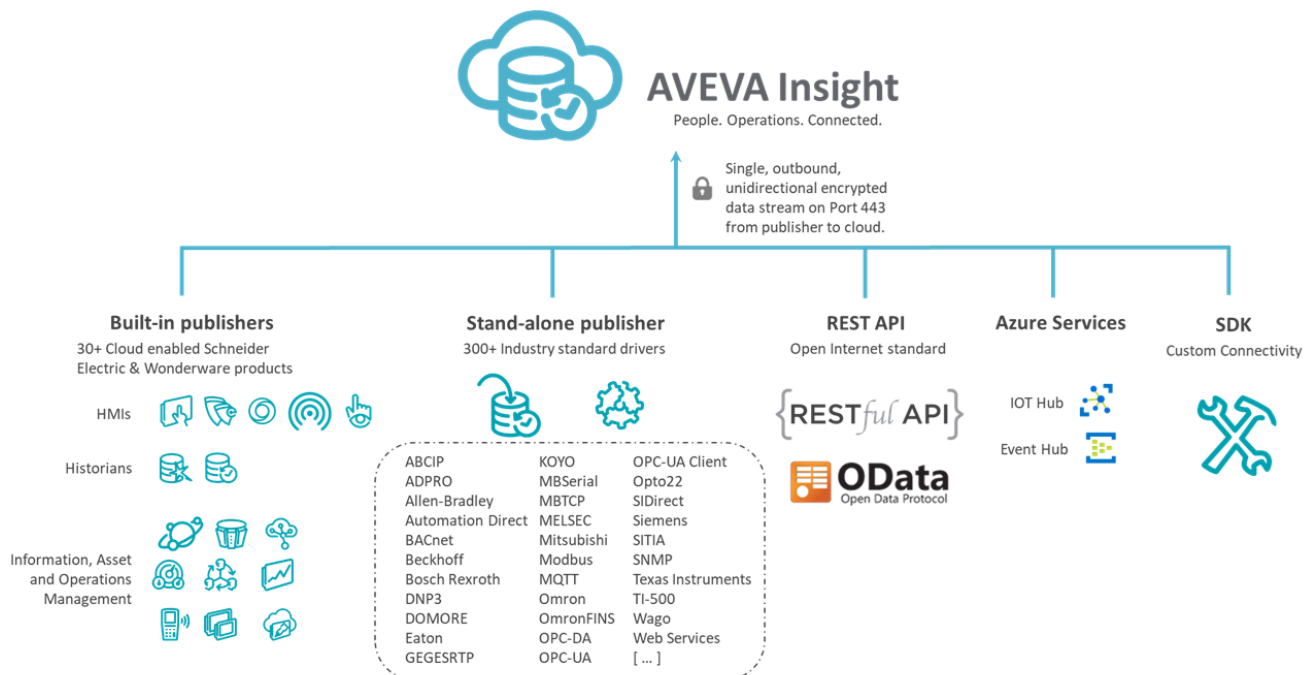 AVEVA Insight
People. Operations. Connected.
Single, outbound,
unidirectional encrypted
data stream on Port 443
from publisher to cloud.
Built-in publishers
30+ Cloud enabled Schneider
Electric & Wonderware products
HMIs
Historians
Information, Asset
and Operations
Management
Stand-alone publisher
300+ Industry standard drivers
ABCIP
ADPRO
Allen-Bradley
Automation Direct
BACnet
Beckhoff
Bosch Rexroth
DNP3
DOMORE
Eaton
GEGESRTP
KOYO
MBSerial
MBTCP
MELSEC
Mitsubishi
Modbus
MQTT
Omron
OmronFINS
OPC-DA
OPC-UA
OPC-UA Client
Opto22
SIDirect
Siemens
SITIA
SNMP
Texas Instruments
TI-500
Wago
Web Services
[ ... ]
REST API
Open Internet standard
{RESTful API}
OData
Open Data Protocol
Azure Services
IOT Hub
Event Hub
SDK
Custom Connectivity